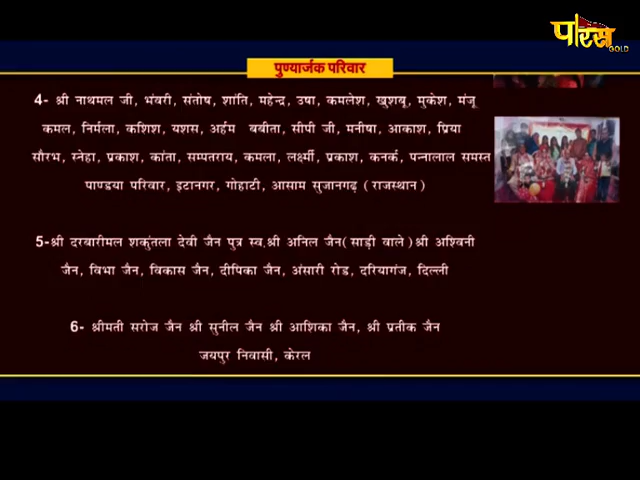 पारस
GOLD
पुण्यार्जक परिवार
4- श्री नाथमल जी, भंवरी, संतोष, शांति, महेन्द्र, उषा, कमलेश, खुशबू, मुकेश, मंजू
कमल, निर्मला, कशिश, यशस, अर्हम बबीता, सीपी जी, मनीषा, आकाश, प्रिया
सौरभ, स्नेहा, प्रकाश, कांता, सम्पतराय, कमला, लक्ष्मी, प्रकाश, कनर्क, पन्नालाल समस्त
पाण्डया परिवार, इटानगर, गोहाटी, आसाम सुजानगढ़ ( राजस्थान )
5-श्री दरबारीमल शकुंतला देवी जैन पुत्र स्व.श्री अनिल जैन(साड़ी वाले)श्री अश्विनी
जैन, विभा जैन, विकास जैन, दीपिका जैन, अंसारी रोड, दरियागंज, दिल्ली
6- श्रीमती सरोज जैन श्री सुनील जैन श्री आशिका जैन, श्री प्रतीक जैन
जयपुर निवासी, केरल